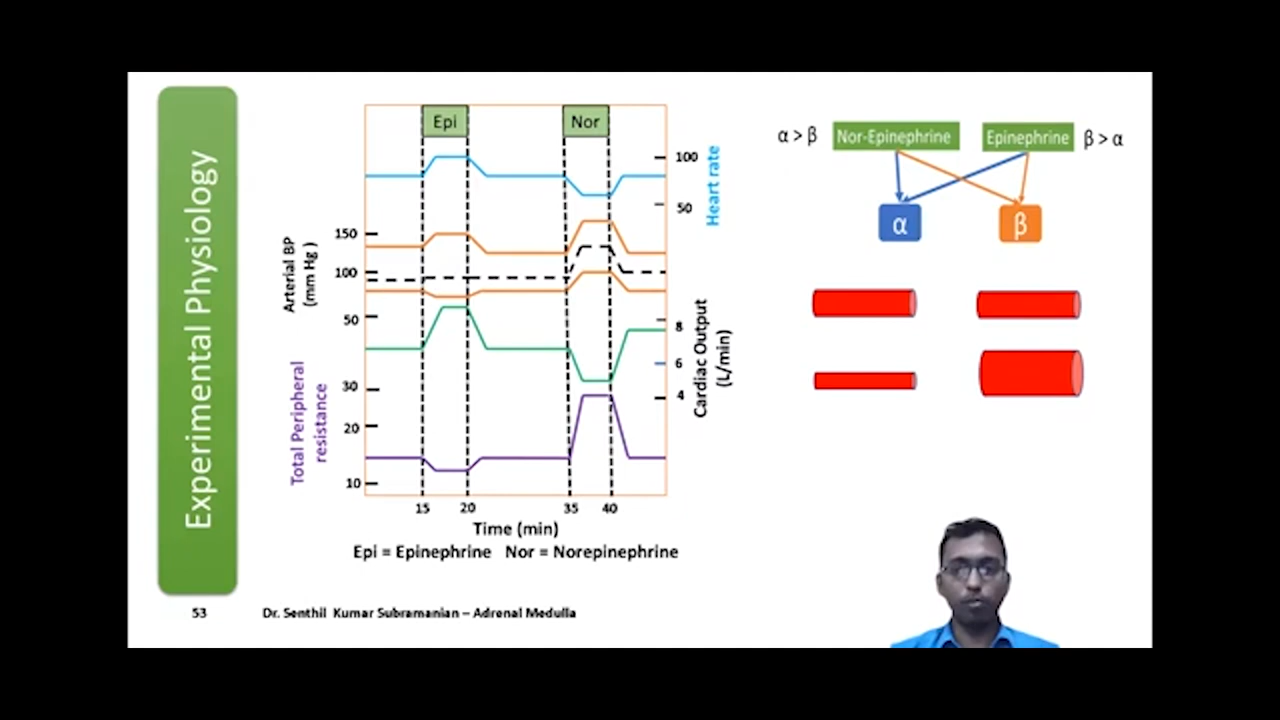 Experimental Physiology
Epi
Nor
100
50
Heart rate
150
100
50
Arterial BP
(mm Hg )
8
6
4
Cardiac Output
(L/min)
30
20
10
Total Peripheral
resistance
15 20 35 40
Time (min)
Epi = Epinephrine Nor = Norepinephrine
α > β
Nor-Epinephrine
Epinephrine
β > α
α
β
53
Dr. Senthil Kumar Subramanian – Adrenal Medulla